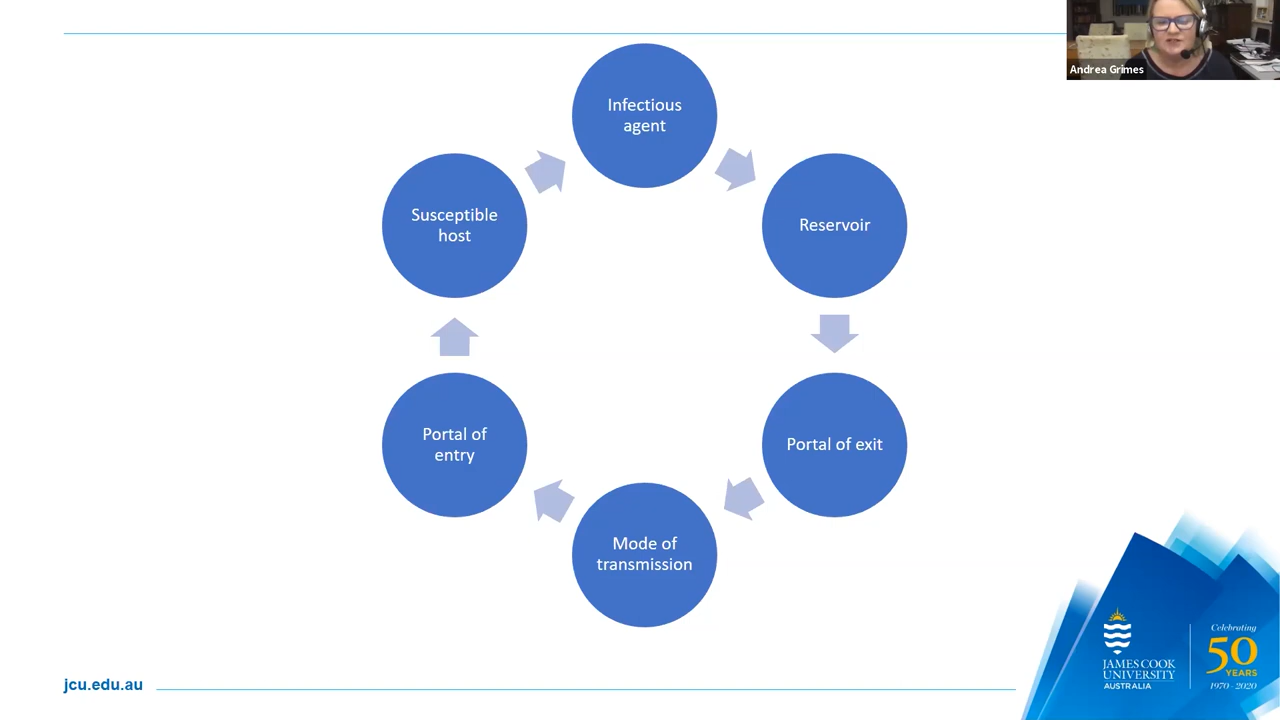 Andrea Grimes
Infectious
agent
Reservoir
Portal of exit
Mode of
transmission
Portal of
entry
Susceptible
host
jcu.edu.au
JAMES COOK
UNIVERSITY
AUSTRALIA
Celebrating
50
YEARS
1970 - 2020